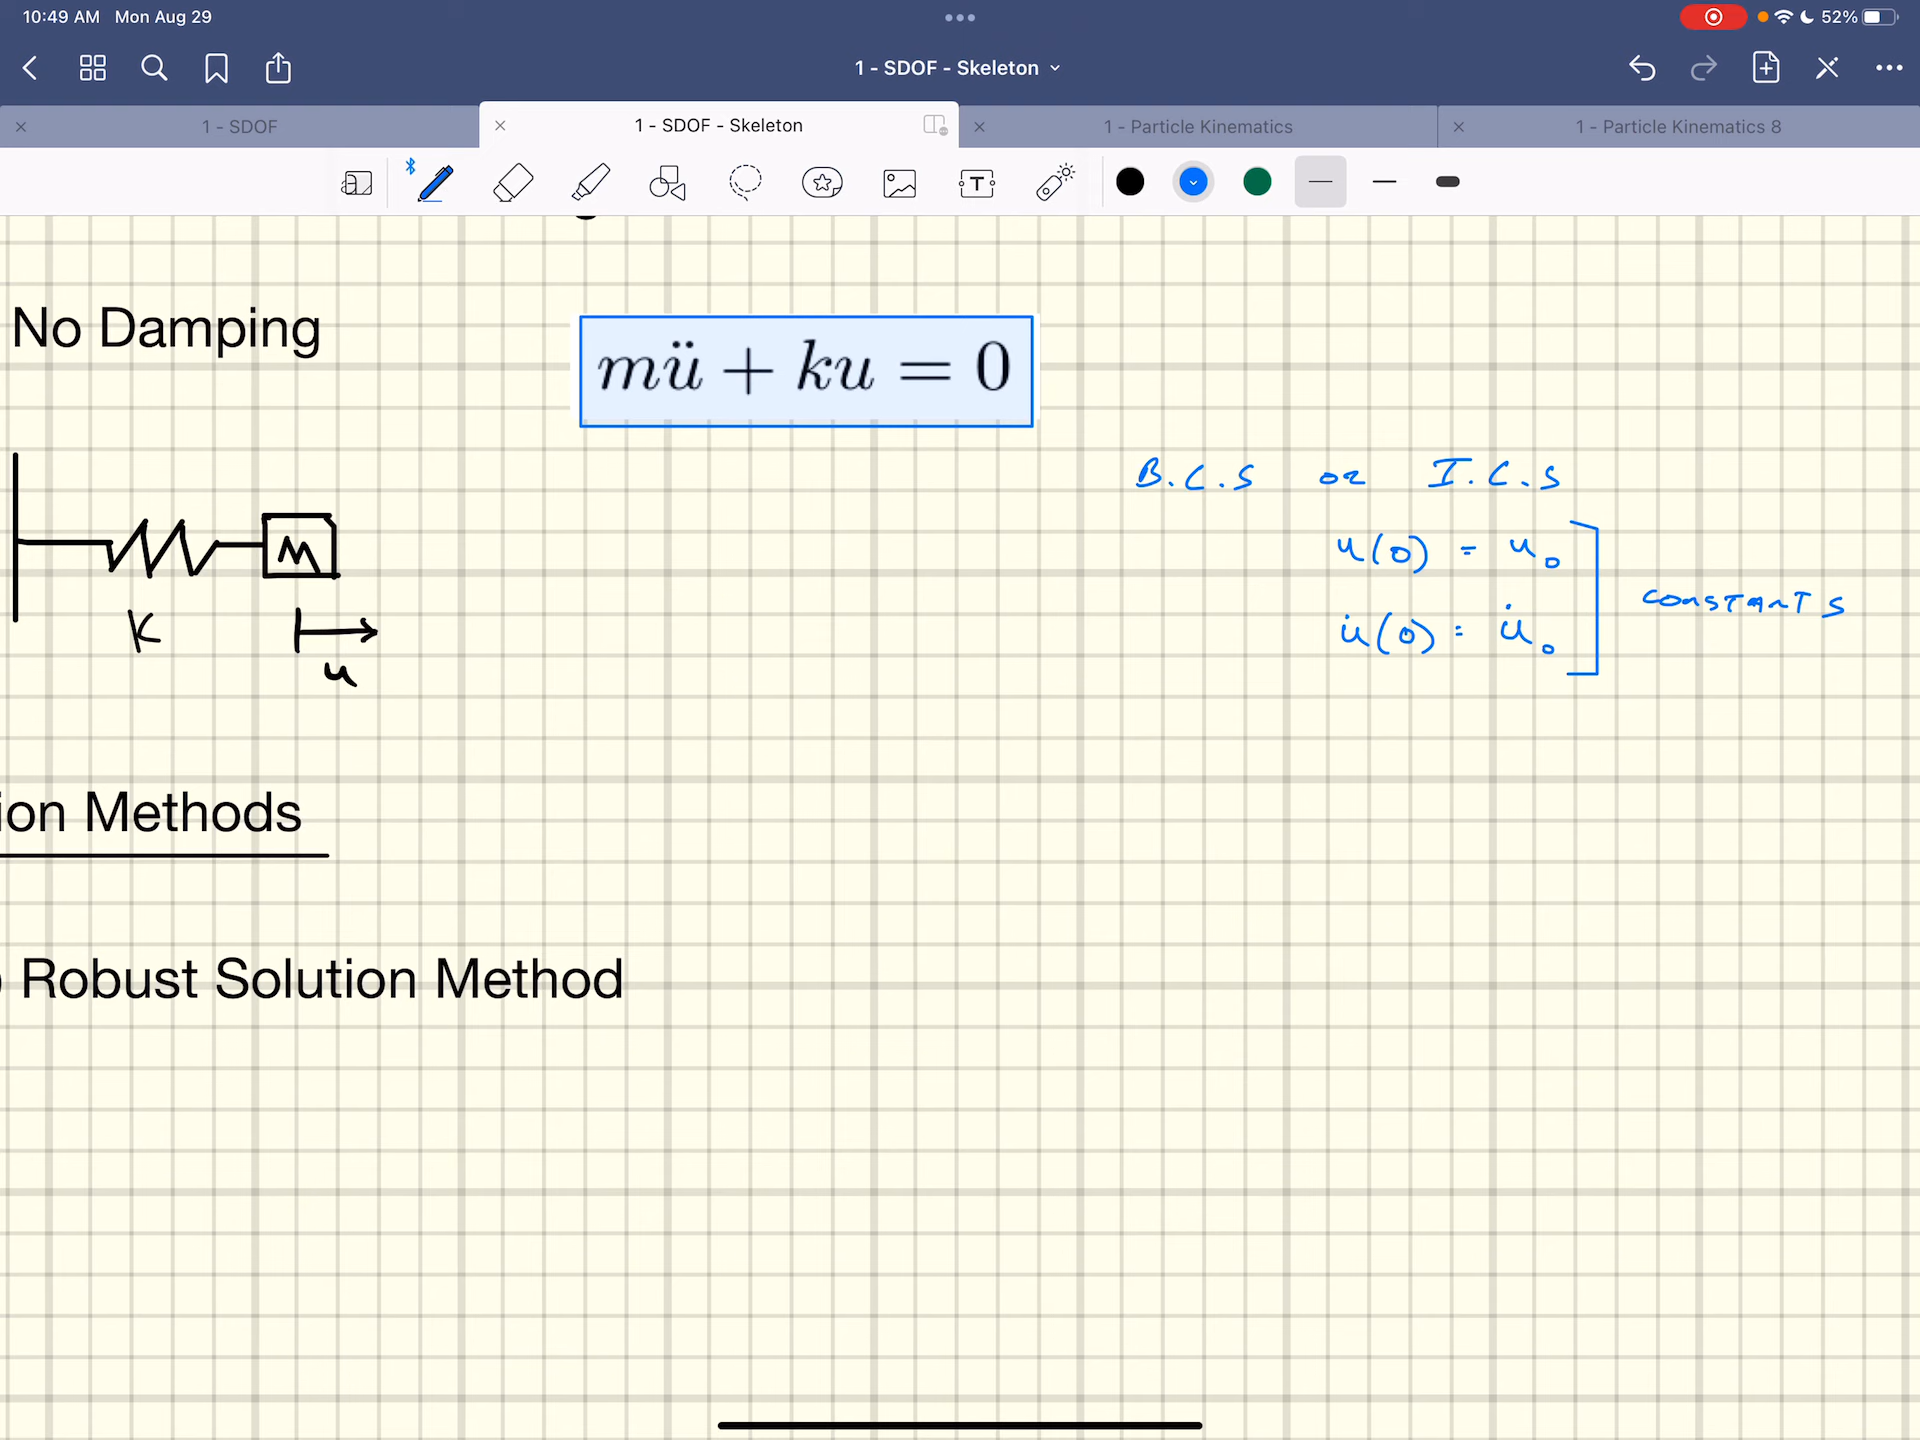 10:49 AM Mon Aug 29
52%
1 - SDOF - Skeleton
1 - SDOF
1 - SDOF - Skeleton
1 - Particle Kinematics
1 - Particle Kinematics 8
T
No Damping
mü + ku = 0
B.C.s or I.C.s
u(0) = u₀
M
constants
K
u̇(0) = u̇₀
u
ion Methods
Robust Solution Method